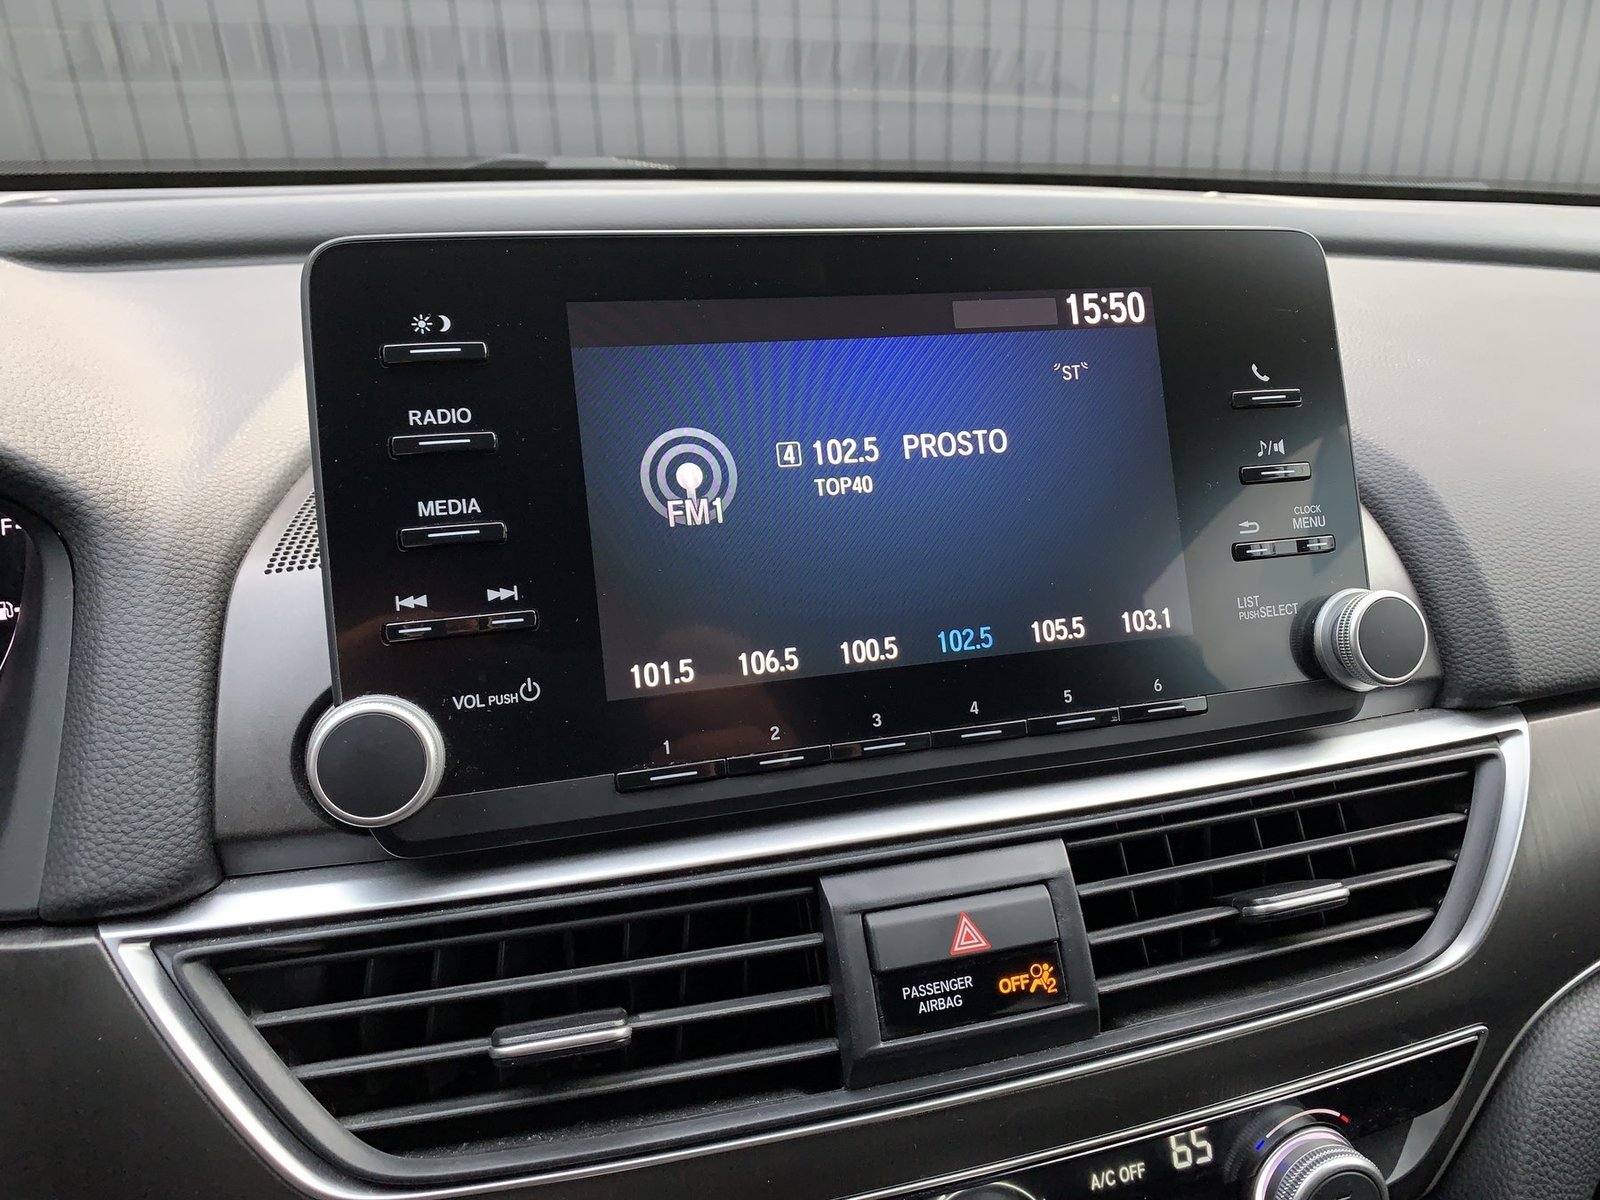 15:50
ST
RADIO
MEDIA
VOL PUSH
4 102.5 PROSTO
TOP40
FM1
101.5 106.5 100.5 102.5 105.5 103.1
1 2 3 4 5 6
CLOCK
MENU
LIST
PUSH SELECT
F
PASSENGER
AIRBAG
OFF 2
A/C OFF 65